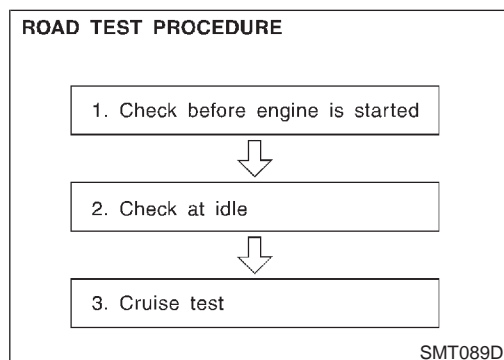 ROAD TEST PROCEDURE
1. Check before engine is started
2. Check at idle
3. Cruise test
SMT089D